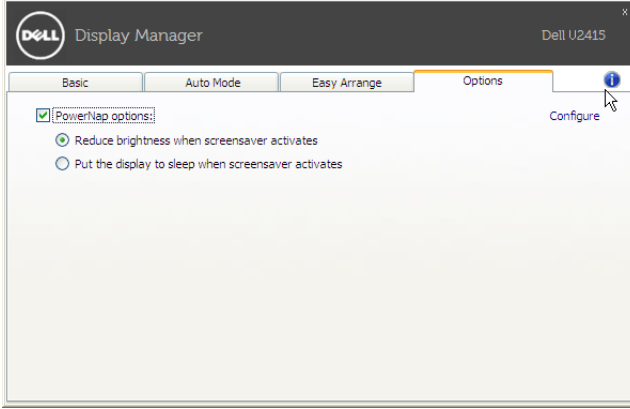 x
DELL Display Manager Dell U2415
Basic Auto Mode Easy Arrange Options i
PowerNap options: Configure
Reduce brightness when screensaver activates
Put the display to sleep when screensaver activates